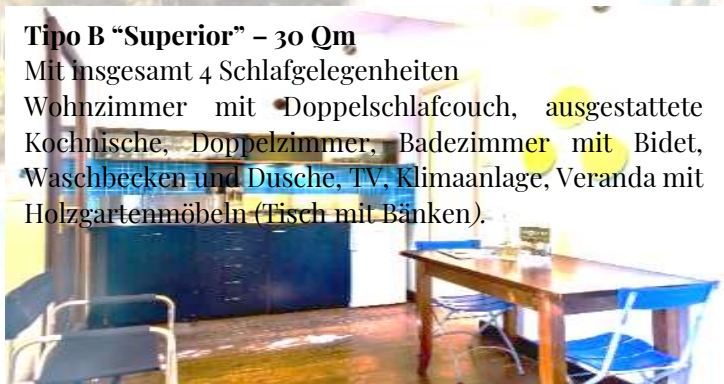 Tipo B “Superior” – 30 Qm
Mit insgesamt 4 Schlafgelegenheiten
Wohnzimmer mit Doppelschlafcouch, ausgestattete
Kochnische, Doppelzimmer, Badezimmer mit Bidet,
Waschbecken und Dusche, TV, Klimaanlage, Veranda mit
Holzgartenmöbeln (Tisch mit Bänken).